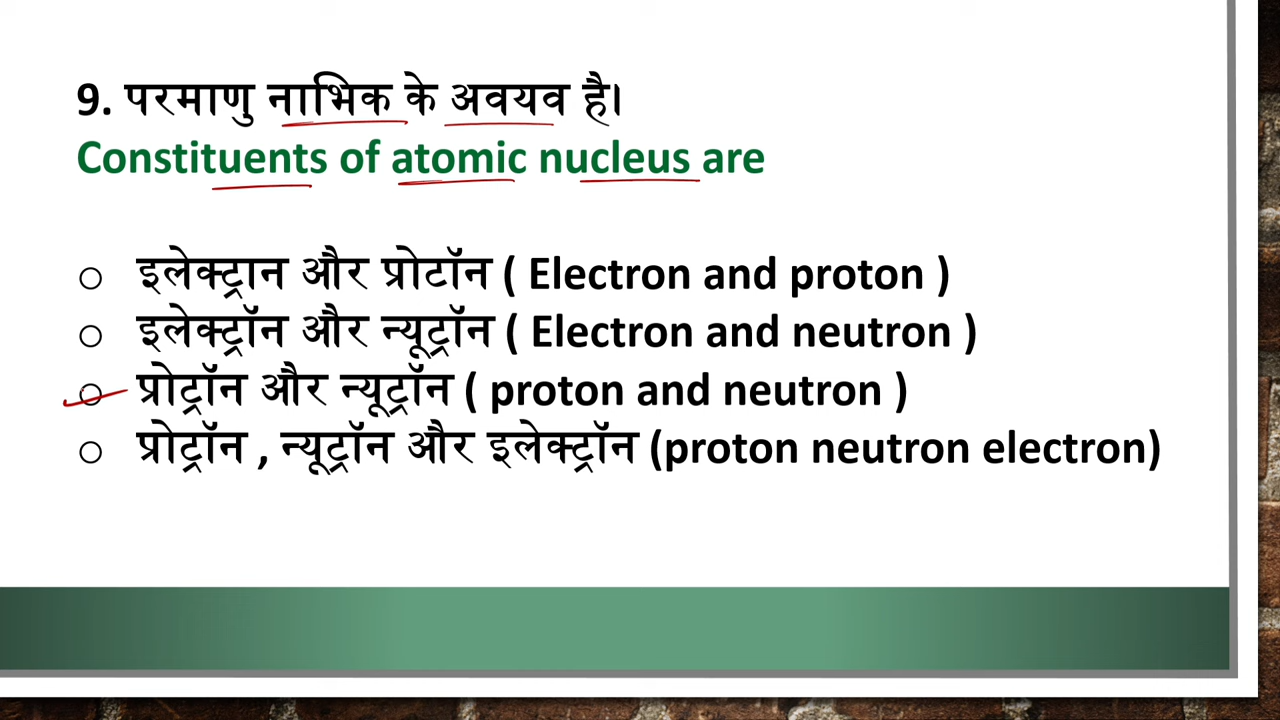 9. परमाणु नाभिक के अवयव है।
Constituents of atomic nucleus are
○ इलेक्ट्रान और प्रोटॉन ( Electron and proton )
○ इलेक्ट्रॉन और न्यूट्रॉन ( Electron and neutron )
○ प्रोट्रॉन और न्यूट्रॉन ( proton and neutron )
○ प्रोट्रॉन , न्यूट्रॉन और इलेक्ट्रॉन (proton neutron electron)